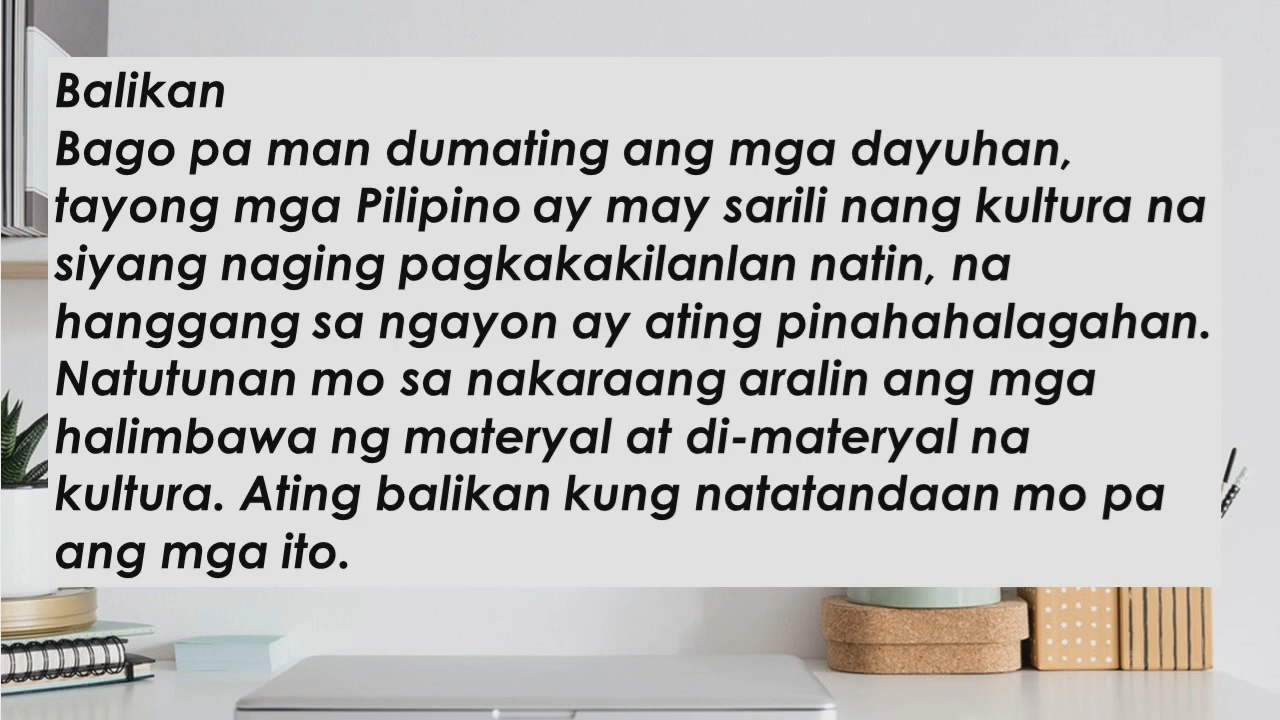 Balikan
Bago pa man dumating ang mga dayuhan,
tayong mga Pilipino ay may sarili nang kultura na
siyang naging pagkakakilanlan natin, na
hanggang sa ngayon ay ating pinahahalagahan.
Natutunan mo sa nakaraang aralin ang mga
halimbawa ng materyal at di-materyal na
kultura. Ating balikan kung natatandaan mo pa
ang mga ito.